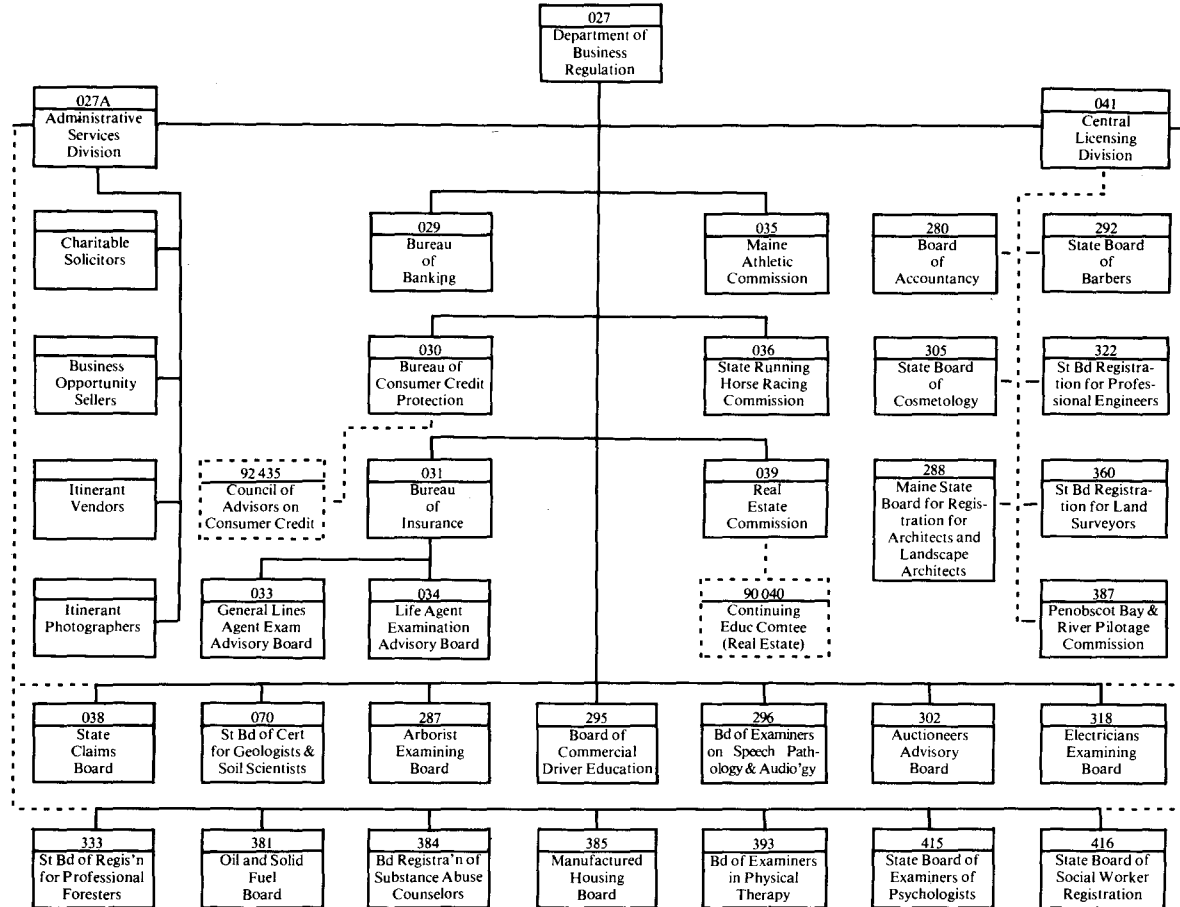 027
Department of
Business
Regulation
027A
Administrative
Services
Division
041
Central
Licensing
Division
Charitable
Solicitors
029
Bureau
of
Banking
035
Maine
Athletic
Commission
280
Board
of
Accountancy
292
State Board
of
Barbers
Business
Opportunity
Sellers
030
Bureau of
Consumer Credit
Protection
036
State Running
Horse Racing
Commission
305
State Board
of
Cosmetology
322
St Bd Registra-
tion for Profes-
sional Engineers
Itinerant
Vendors
92 435
Council of
Advisors on
Consumer Credit
031
Bureau
of
Insurance
039
Real
Estate
Commission
288
Maine State
Board for Regis-
tration for
Architects and
Landscape
Architects
360
St Bd Registra-
tion for Land
Surveyors
Itinerant
Photographers
033
General Lines
Agent Exam
Advisory Board
034
Life Agent
Examination
Advisory Board
90 040
Continuing
Educ Comtee
(Real Estate)
387
Penobscot Bay &
River Pilotage
Commission
038
State
Claims
Board
070
St Bd of Cert
for Geologists &
Soil Scientists
287
Arborist
Examining
Board
295
Board of
Commercial
Driver Education
296
Bd of Examiners
on Speech Path-
ology & Audio'gy
302
Auctioneers
Advisory
Board
318
Electricians
Examining
Board
333
St Bd of Regis'n
for Professional
Foresters
381
Oil and Solid
Fuel
Board
384
Bd Registra'n of
Substance Abuse
Counselors
385
Manufactured
Housing
Board
393
Bd of Examiners
in Physical
Therapy
415
State Board of
Examiners of
Psychologists
416
State Board of
Social Worker
Registration